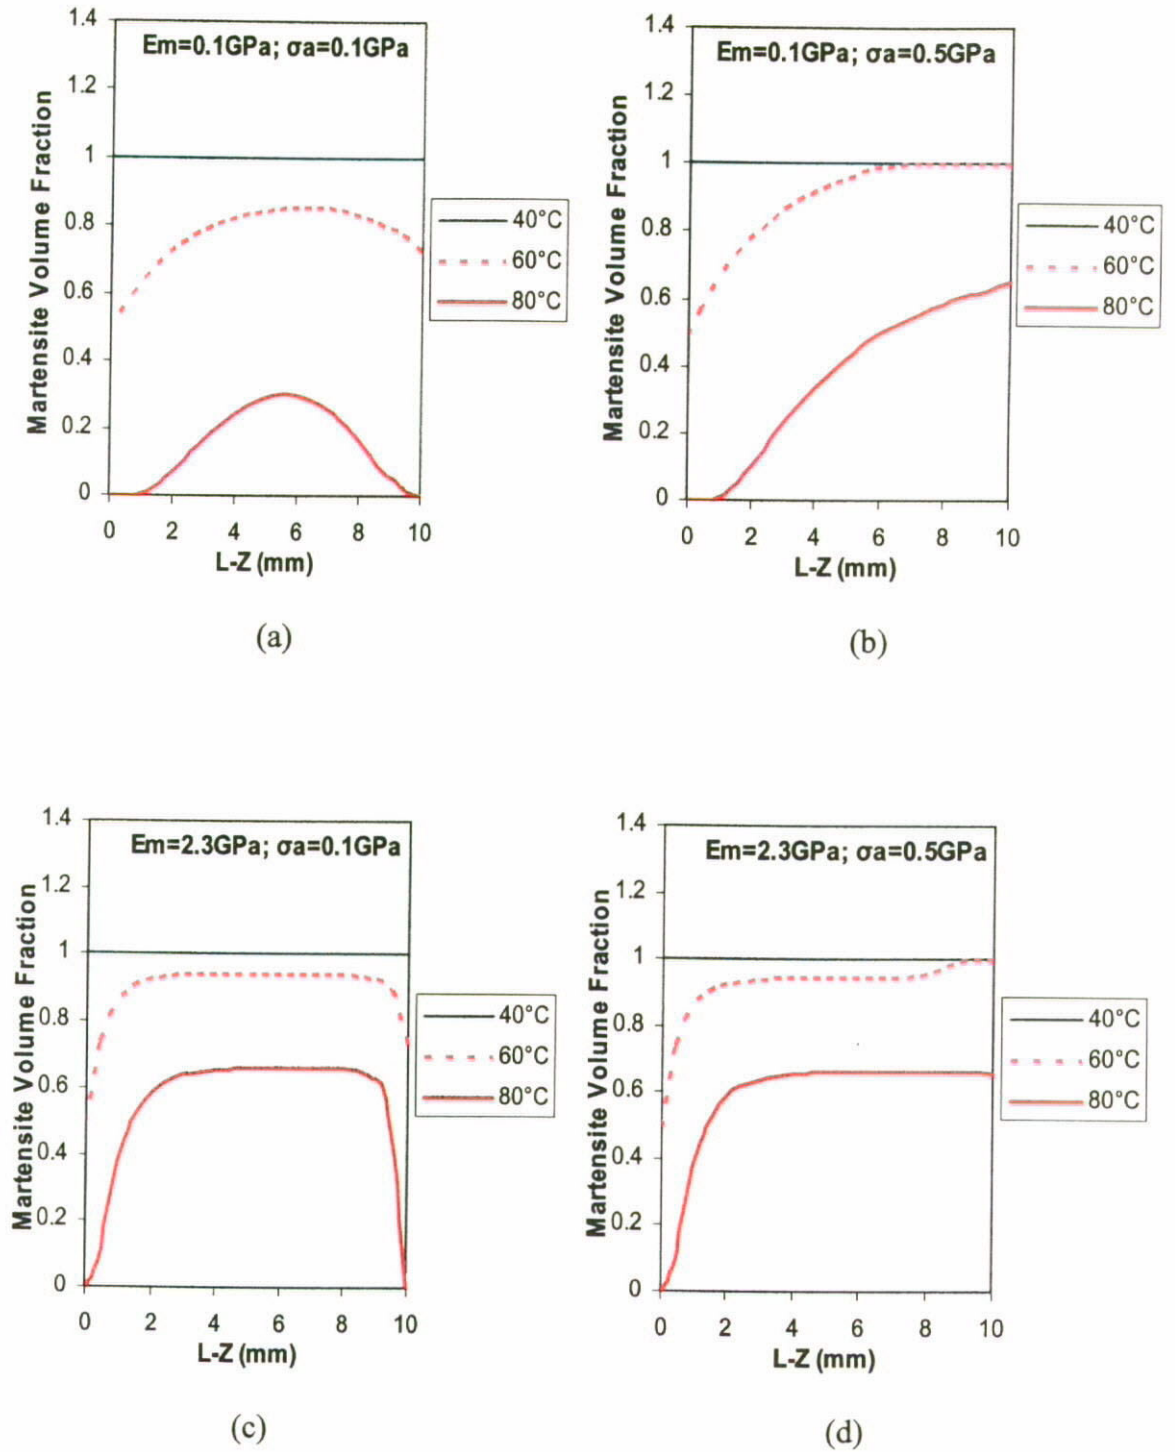 Em=0.1GPa; σa=0.1GPa
Martensite Volume Fraction
1.4
1.2
1
0.8
0.6
0.4
0.2
0
0 2 4 6 8 10
L-Z (mm)
40°C
60°C
80°C
(a)
Em=0.1GPa; σa=0.5GPa
Martensite Volume Fraction
1.4
1.2
1
0.8
0.6
0.4
0.2
0
0 2 4 6 8 10
L-Z (mm)
40°C
60°C
80°C
(b)
Em=2.3GPa; σa=0.1GPa
Martensite Volume Fraction
1.4
1.2
1
0.8
0.6
0.4
0.2
0
0 2 4 6 8 10
L-Z (mm)
40°C
60°C
80°C
(c)
Em=2.3GPa; σa=0.5GPa
Martensite Volume Fraction
1.4
1.2
1
0.8
0.6
0.4
0.2
0
0 2 4 6 8 10
L-Z (mm)
40°C
60°C
80°C
(d)